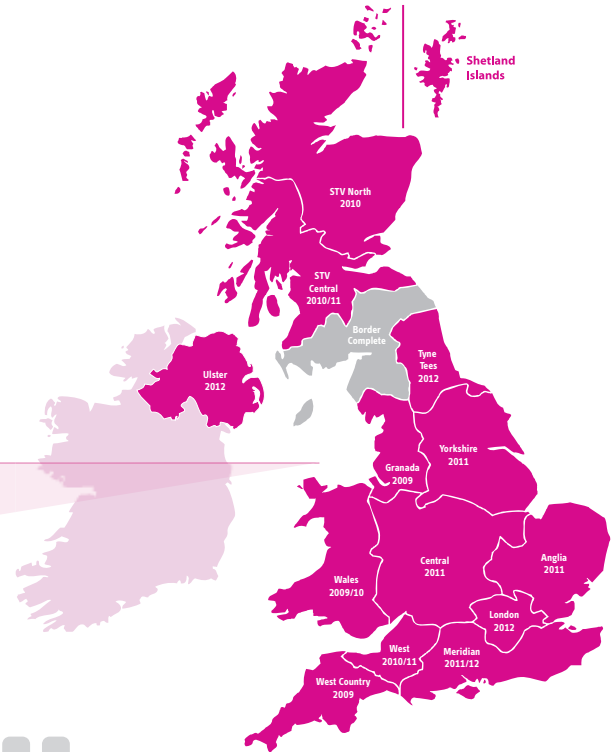 Shetland
Islands
STV North
2010
STV
Central
2010/11
Border
Complete
Tyne
Tees
2012
Ulster
2012
Yorkshire
2011
Granada
2009
Anglia
2011
Central
2011
Wales
2009/10
London
2012
West
2010/11
Meridian
2011/12
West Country
2009